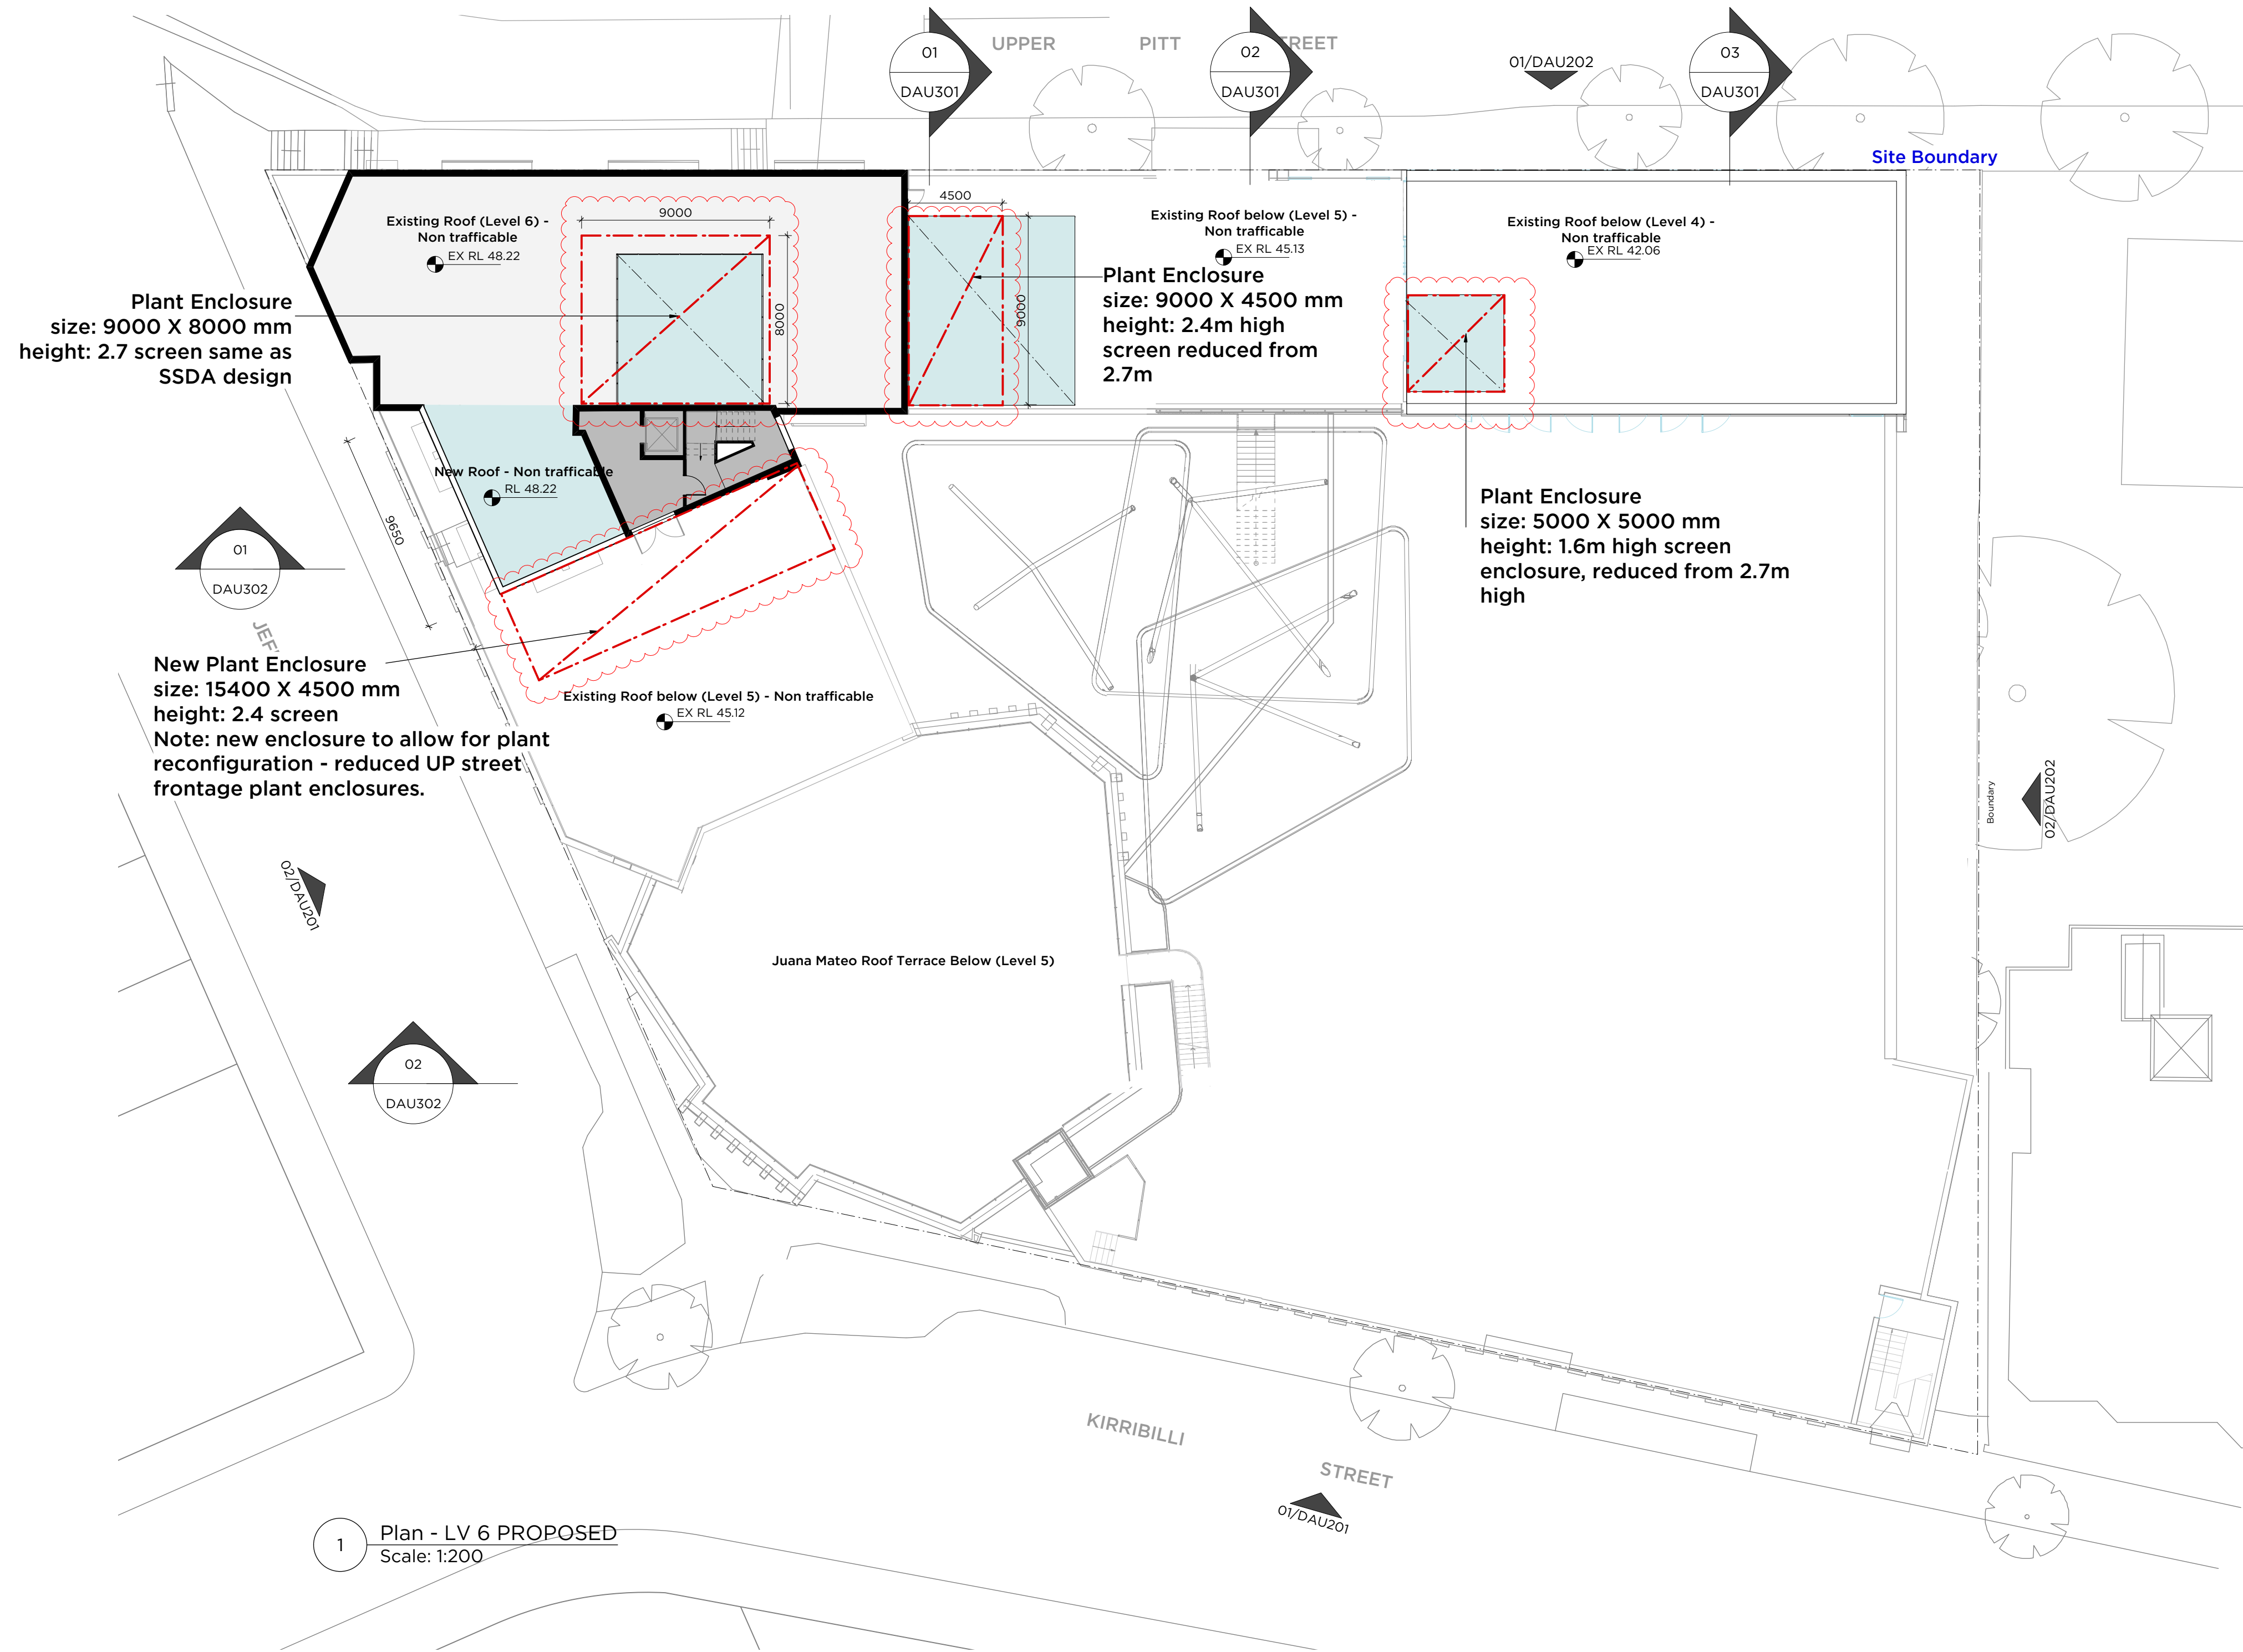 UPPER PITT STREET
01
DAU301
02
DAU301
03
DAU301
01/DAU202
Site Boundary
Existing Roof (Level 6) -
Non trafficable
EX RL 48.22
9000
8000
4500
9000
Existing Roof below (Level 5) -
Non trafficable
EX RL 45.13
Existing Roof below (Level 4) -
Non trafficable
EX RL 42.06
Plant Enclosure
size: 9000 X 8000 mm
height: 2.7 screen same as
SSDA design
Plant Enclosure
size: 9000 X 4500 mm
height: 2.4m high
screen reduced from
2.7m
New Roof - Non trafficable
RL 48.22
9650
Plant Enclosure
size: 5000 X 5000 mm
height: 1.6m high screen
enclosure, reduced from 2.7m
high
01
DAU302
JEF
New Plant Enclosure
size: 15400 X 4500 mm
height: 2.4 screen
Note: new enclosure to allow for plant
reconfiguration - reduced UP street
frontage plant enclosures.
Existing Roof below (Level 5) - Non trafficable
EX RL 45.12
Boundary
02/DAU202
02/DAU201
Juana Mateo Roof Terrace Below (Level 5)
02
DAU302
KIRRIBILLI
STREET
01/DAU201
1
Plan - LV 6 PROPOSED
Scale: 1:200